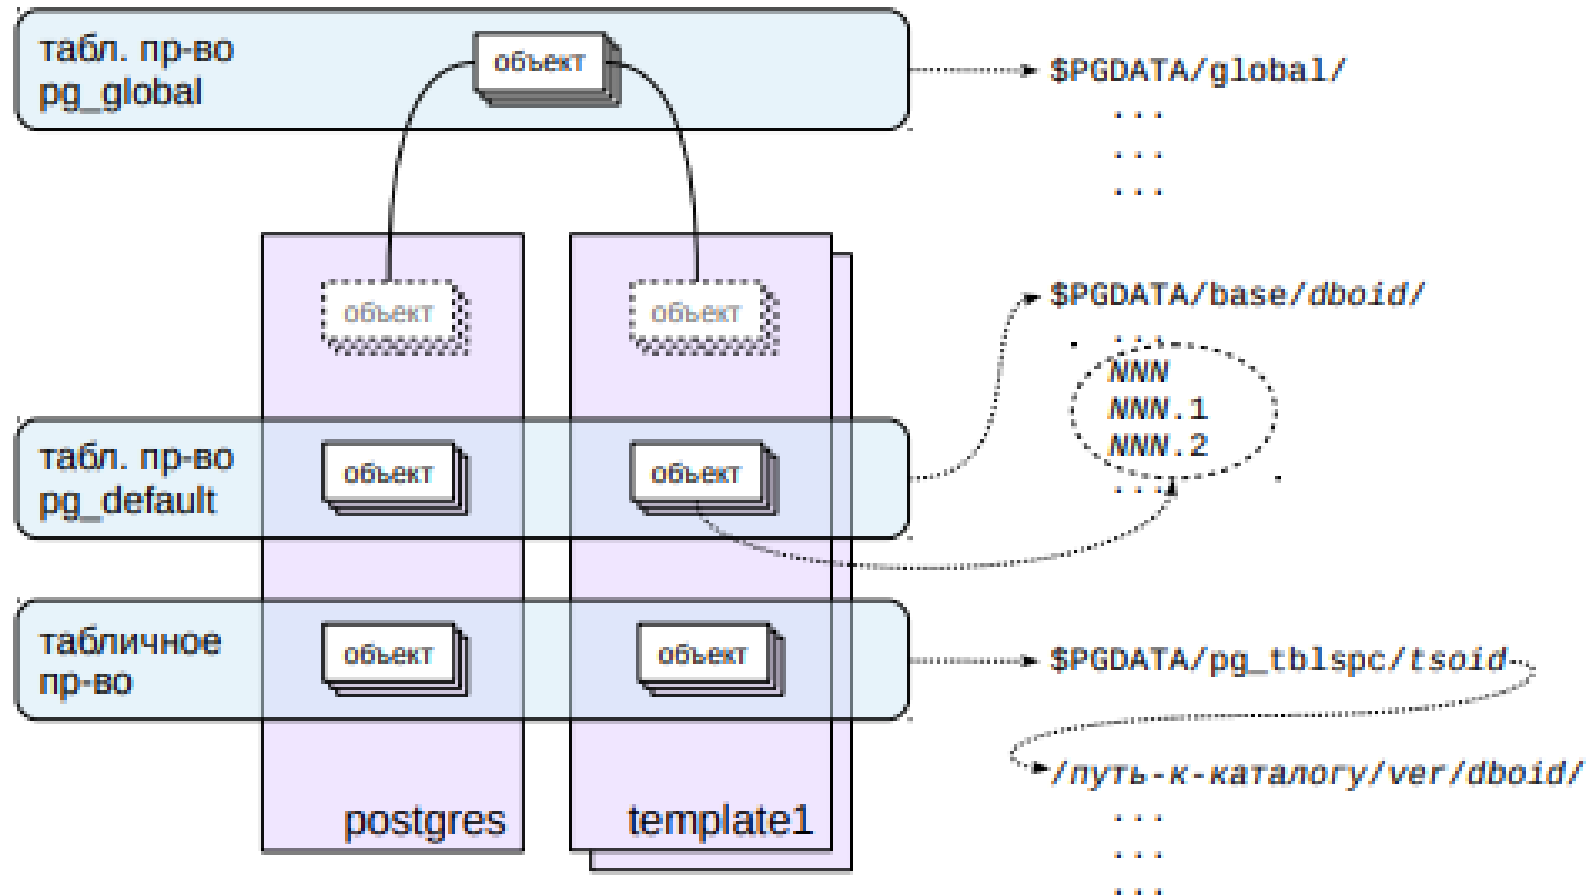 табл. пр-во
pg_global
объект
$PGDATA/global/
...
...
...
объект
объект
$PGDATA/base/dboid/
...
NNN
NNN.1
NNN.2
...
табл. пр-во
pg_default
объект
объект
табличное
пр-во
объект
объект
$PGDATA/pg_tblspc/tsoid
/путь-к-каталогу/ver/dboid/
...
...
...
postgres
template1